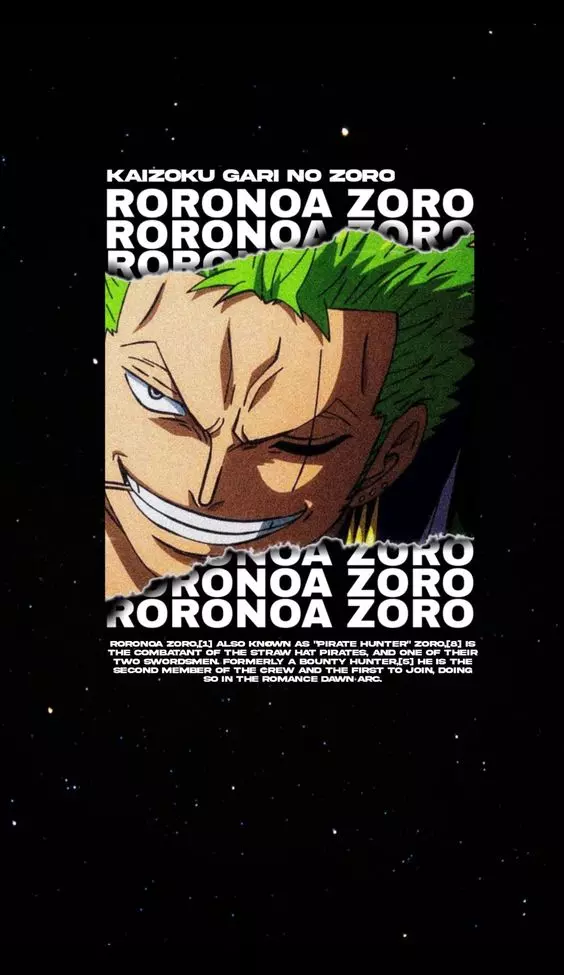 KAIZOKU GARI NO ZORO
RORONOA ZORO
RORONOA ZORO
RORONOA ZORO
RORONOA ZORO
RORONOA ZORO
RORONOA ZORO,[1] ALSO KNOWN AS "PIRATE HUNTER" ZORO,[8] IS
THE COMBATANT OF THE STRAW HAT PIRATES, AND ONE OF THEIR
TWO SWORDSMEN. FORMERLY A BOUNTY HUNTER,[5] HE IS THE
SECOND MEMBER OF THE CREW AND THE FIRST TO JOIN, DOING
SO IN THE ROMANCE DAWN ARC.